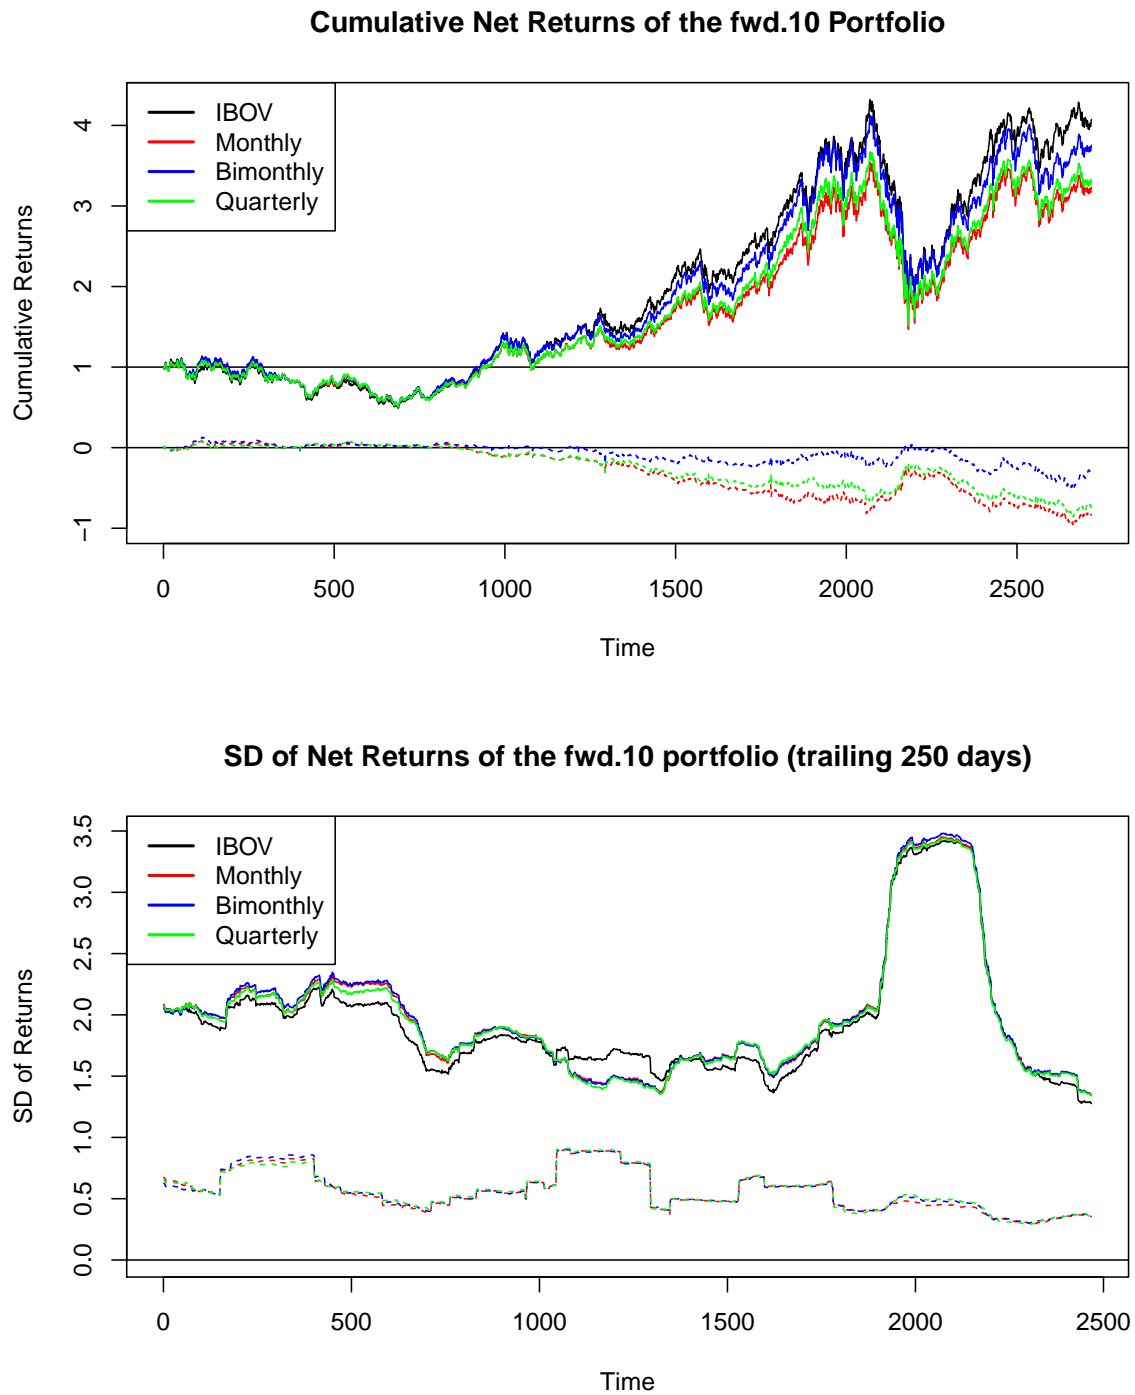 Cumulative Net Returns of the fwd.10 Portfolio
IBOV
Monthly
Bimonthly
Quarterly
Cumulative Returns
4
3
2
1
0
−1
0 500 1000 1500 2000 2500
Time
SD of Net Returns of the fwd.10 portfolio (trailing 250 days)
IBOV
Monthly
Bimonthly
Quarterly
SD of Returns
3.5
3.0
2.5
2.0
1.5
1.0
0.5
0.0
0 500 1000 1500 2000 2500
Time